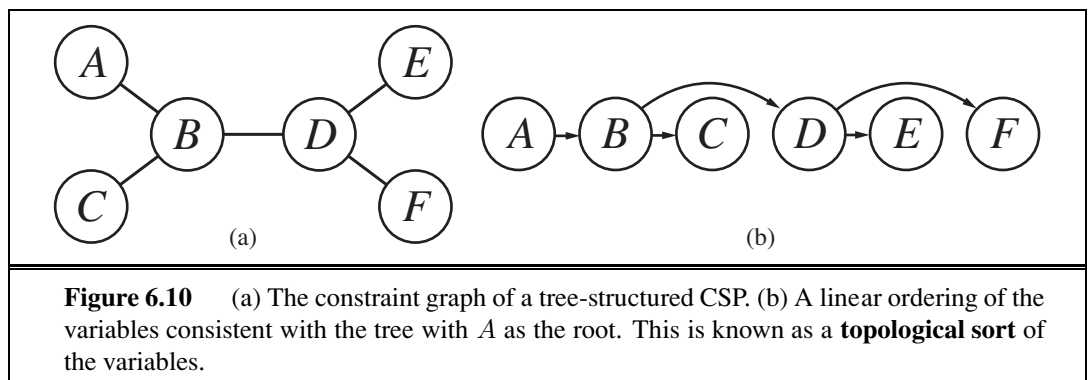 A
E
B
D
C
F
(a)
A B C D E F
(b)
Figure 6.10 (a) The constraint graph of a tree-structured CSP. (b) A linear ordering of the
variables consistent with the tree with A as the root. This is known as a topological sort of
the variables.